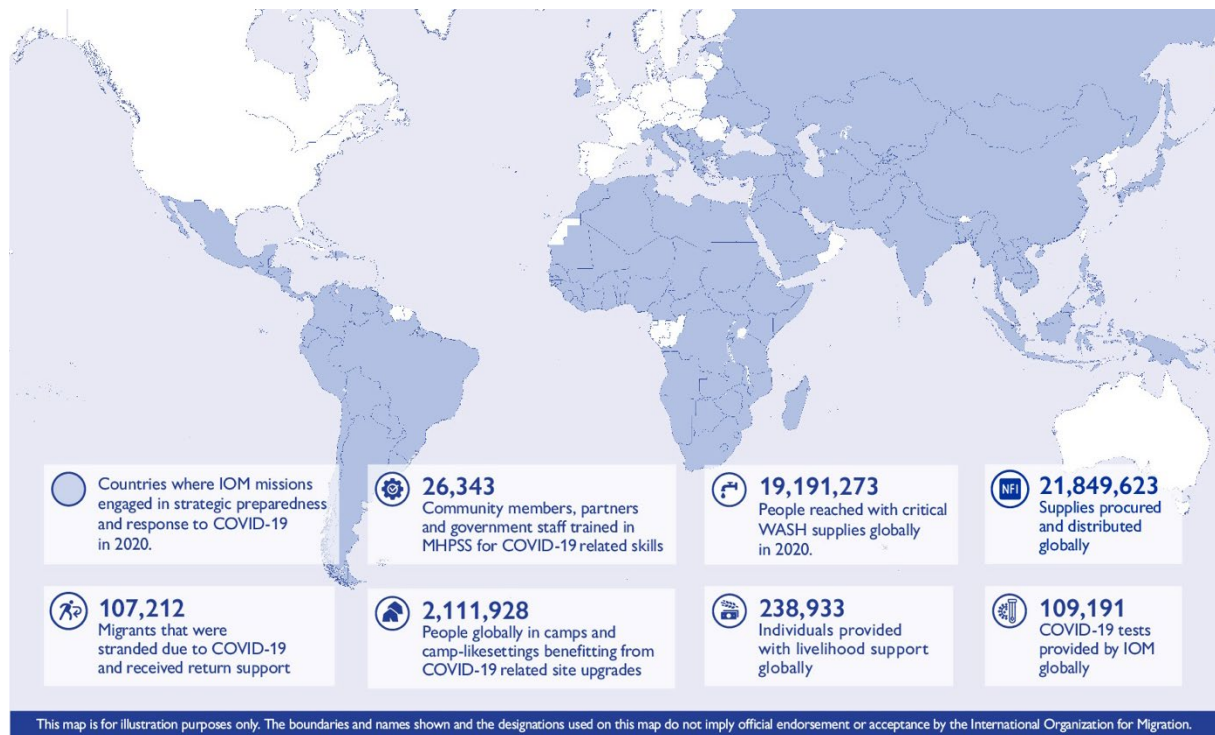 Countries where IOM missions
engaged in strategic preparedness
and response to COVID-19
in 2020.
26,343
Community members, partners
and government staff trained in
MHPSS for COVID-19 related skills
19,191,273
People reached with critical
WASH supplies globally
in 2020.
NFI
21,849,623
Supplies procured
and distributed
globally
107,212
Migrants that were
stranded due to COVID-19
and received return support
2,111,928
People globally in camps and
camp-likesettings benefitting from
COVID-19 related site upgrades
238,933
Individuals provided
with livelihood support
globally
109,191
COVID-19 tests
provided by IOM
globally
This map is for illustration purposes only. The boundaries and names shown and the designations used on this map do not imply official endorsement or acceptance by the International Organization for Migration.